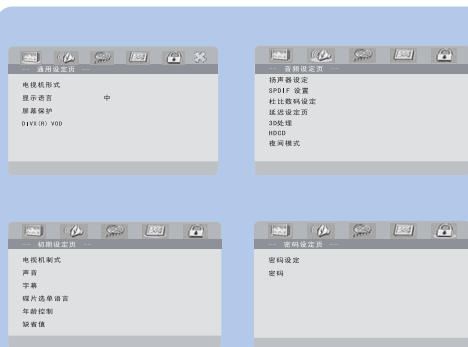 -- 通用设定页 --
电视机形式
显示语言 中
屏幕保护
DIVX(R) VOD
-- 音频设定页 --
扬声器设定
SPDIF 设置
杜比数码设定
延迟设定页
3D处理
HDCD
夜间模式
-- 初期设定页 --
电视机制式
声音
字幕
碟片选单语言
年龄控制
缺省值
-- 密码设定页 --
密码设定
密码